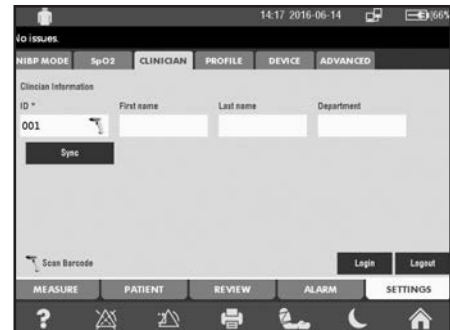 14:17 2016-06-14 66%
No issues.
NIBP MODE SpO2 CLINICIAN PROFILE DEVICE ADVANCED
Clincian Information
ID * First name Last name Department
001
Sync
Scan Barcode Login Logout
MEASURE PATIENT REVIEW ALARM SETTINGS
?